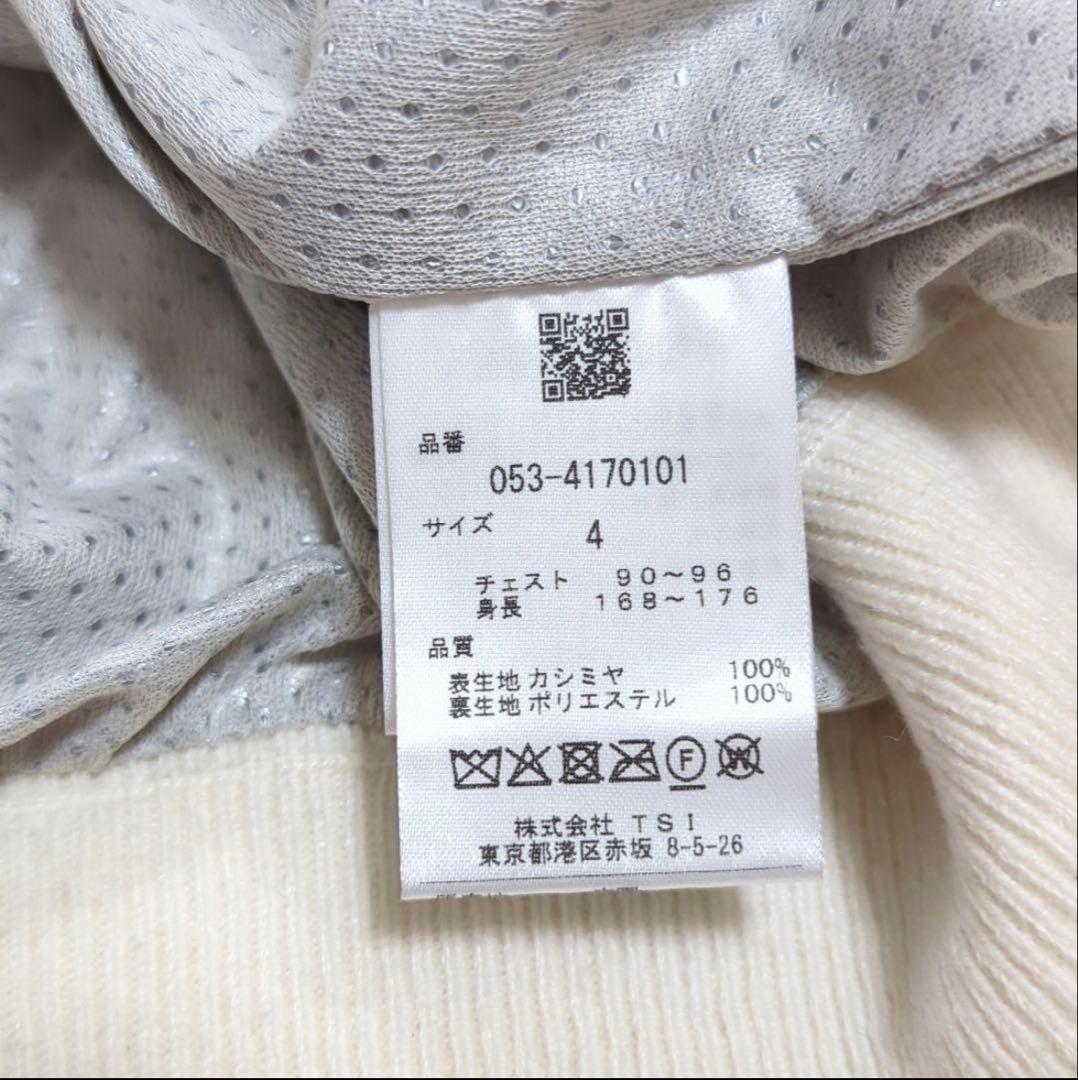 品番
053-4170101
サイズ 4
チェスト 90~96
身長 168~176
品質
表生地 カシミヤ 100%
裏生地 ポリエステル 100%
F W
株式会社 TSI
東京都港区赤坂 8-5-26